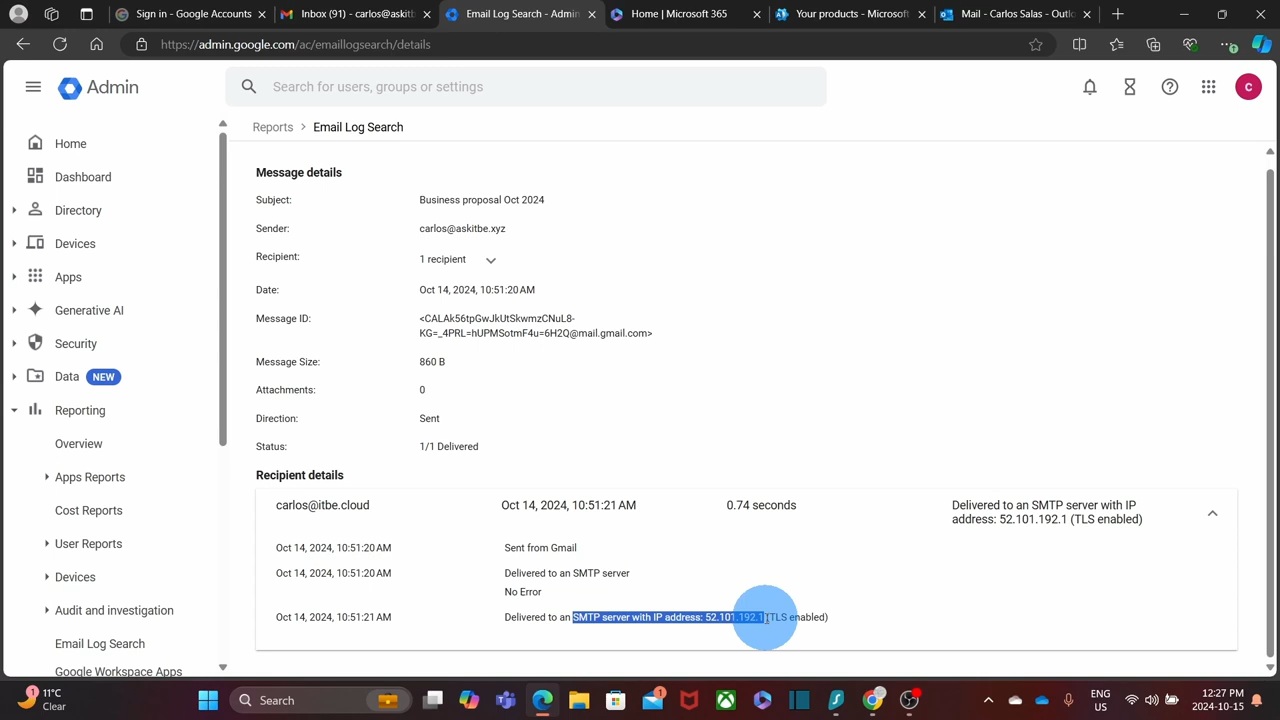 Sign in - Google Accounts
Inbox (91) - carlos@askitb
Email Log Search - Admin
Home | Microsoft 365
Your products - Microsoft
Mail - Carlos Salas - Outlo
https://admin.google.com/ac/emaillogsearch/details
Admin
Search for users, groups or settings
C
Reports > Email Log Search
Home
Dashboard
Directory
Devices
Apps
Generative AI
Security
Data NEW
Reporting
Overview
Apps Reports
Cost Reports
User Reports
Devices
Audit and investigation
Email Log Search
Google Workspace Apps
Message details
Subject: Business proposal Oct 2024
Sender: carlos@askitbe.xyz
Recipient: 1 recipient
Date: Oct 14, 2024, 10:51:20 AM
Message ID: <CALAk56tpGwJkUtSkwmzCNuL8-
KG=_4PRL=hUPMSotmF4u=6H2Q@mail.gmail.com>
Message Size: 860 B
Attachments: 0
Direction: Sent
Status: 1/1 Delivered
Recipient details
carlos@itbe.cloud Oct 14, 2024, 10:51:21 AM 0.74 seconds Delivered to an SMTP server with IP
address: 52.101.192.1 (TLS enabled)
Oct 14, 2024, 10:51:20 AM Sent from Gmail
Oct 14, 2024, 10:51:20 AM Delivered to an SMTP server
No Error
Oct 14, 2024, 10:51:21 AM Delivered to an SMTP server with IP address: 52.101.192.1 (TLS enabled)
1
11°C
Clear
Search
1
ENG
US
12:27 PM
2024-10-15